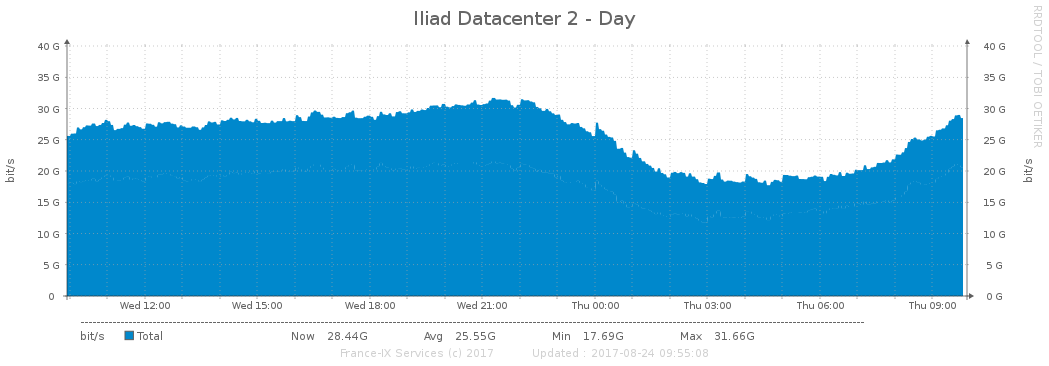 Iliad Datacenter 2 - Day
RRDTOOL / TOBI OETIKER
40 G 40 G
35 G 35 G
30 G 30 G
25 G 25 G
20 G 20 G
15 G 15 G
10 G 10 G
5 G 5 G
0 0 G
bit/s bit/s
Wed 12:00 Wed 15:00 Wed 18:00 Wed 21:00 Thu 00:00 Thu 03:00 Thu 06:00 Thu 09:00
bit/s Total Now 28.44G Avg 25.55G Min 17.69G Max 31.66G
France-IX Services (c) 2017 Updated : 2017-08-24 09:55:08